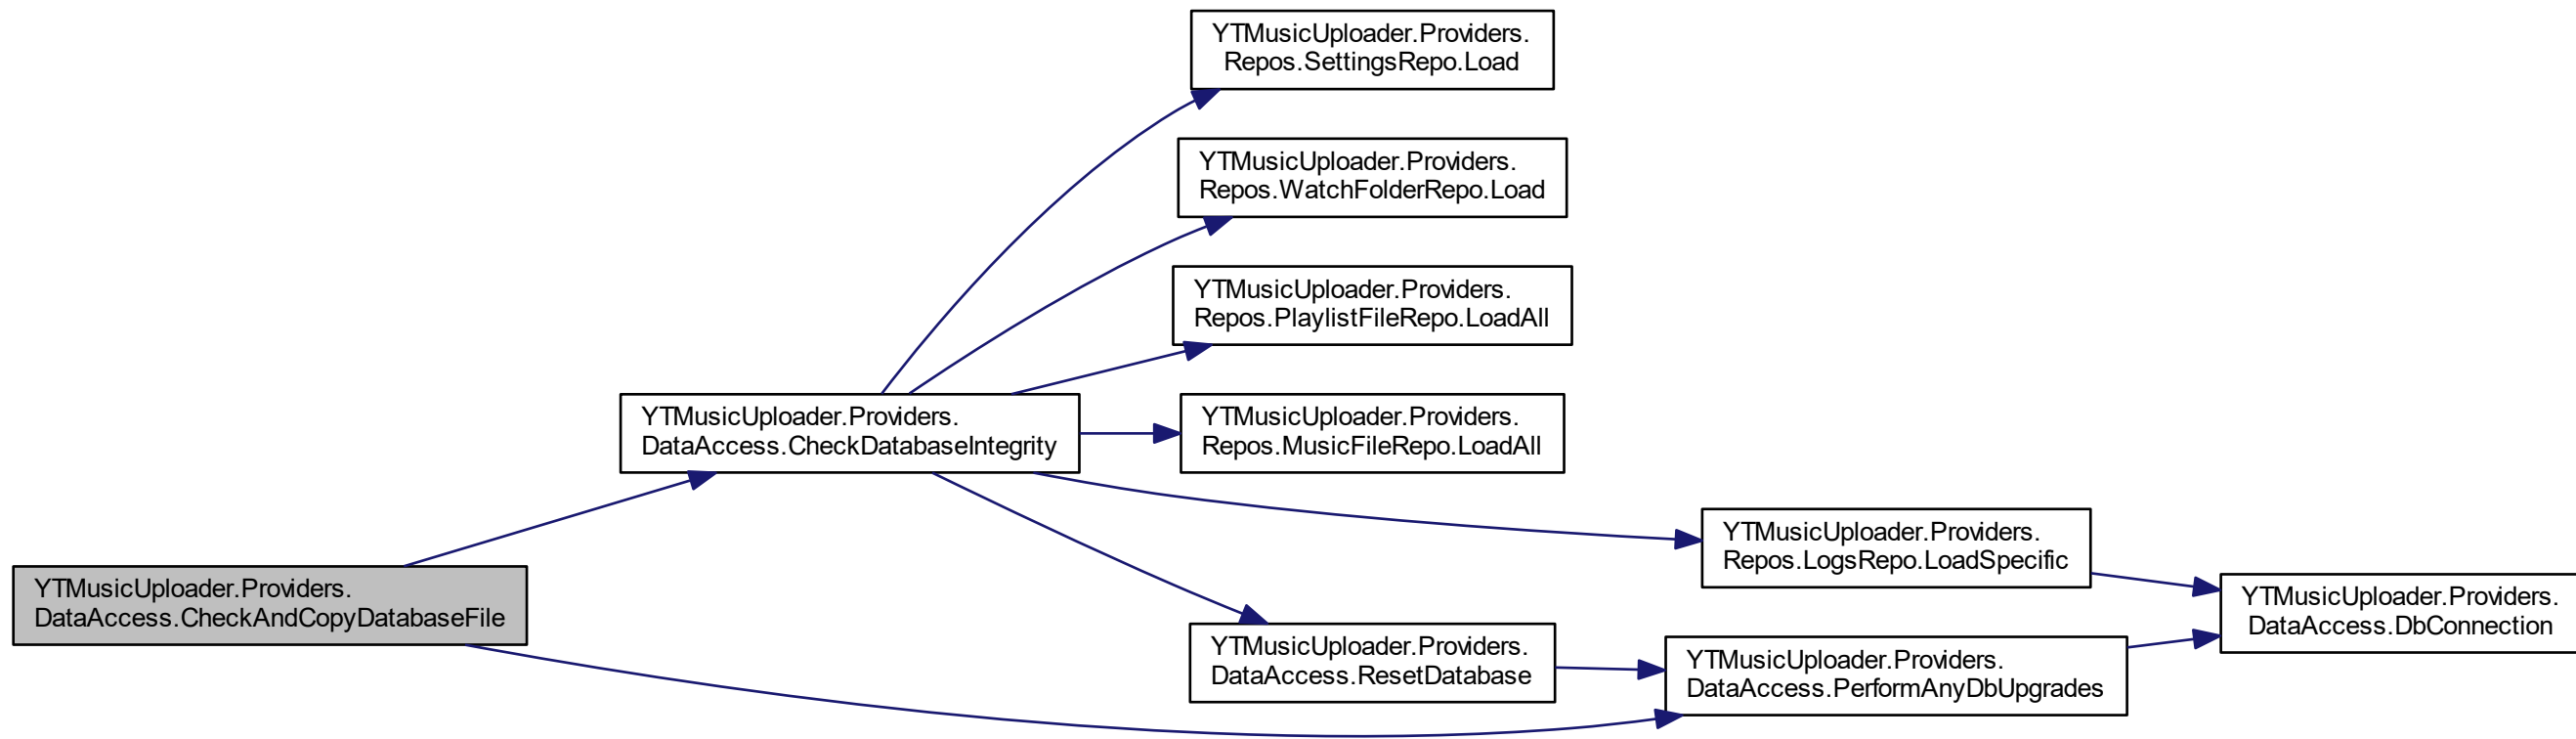 YTMusicUploader.Providers.
Repos.SettingsRepo.Load
YTMusicUploader.Providers.
Repos.WatchFolderRepo.Load
YTMusicUploader.Providers.
Repos.PlaylistFileRepo.LoadAll
YTMusicUploader.Providers.
DataAccess.CheckDatabaseIntegrity
YTMusicUploader.Providers.
Repos.MusicFileRepo.LoadAll
YTMusicUploader.Providers.
Repos.LogsRepo.LoadSpecific
YTMusicUploader.Providers.
DataAccess.CheckAndCopyDatabaseFile
YTMusicUploader.Providers.
DataAccess.DbConnection
YTMusicUploader.Providers.
DataAccess.ResetDatabase
YTMusicUploader.Providers.
DataAccess.PerformAnyDbUpgrades